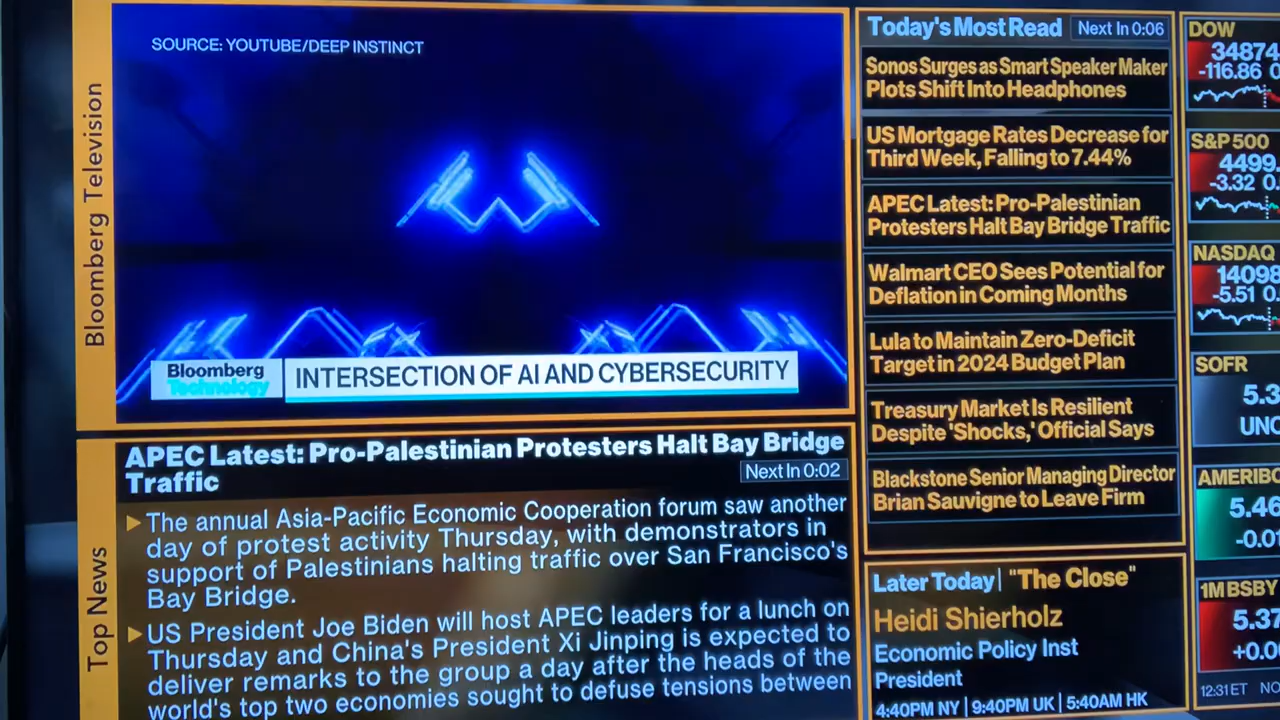 Bloomberg Television
SOURCE: YOUTUBE/DEEP INSTINCT
Bloomberg
Technology
INTERSECTION OF AI AND CYBERSECURITY
Top News
APEC Latest: Pro-Palestinian Protesters Halt Bay Bridge
Traffic
Next In 0:02
The annual Asia-Pacific Economic Cooperation forum saw another
day of protest activity Thursday, with demonstrators in
support of Palestinians halting traffic over San Francisco's
Bay Bridge.
US President Joe Biden will host APEC leaders for a lunch on
Thursday and China's President Xi Jinping is expected to
deliver remarks to the group a day after the heads of the
world's top two economies sought to defuse tensions between
Today's Most Read
Next In 0:06
Sonos Surges as Smart Speaker Maker
Plots Shift Into Headphones
US Mortgage Rates Decrease for
Third Week, Falling to 7.44%
APEC Latest: Pro-Palestinian
Protesters Halt Bay Bridge Traffic
Walmart CEO Sees Potential for
Deflation in Coming Months
Lula to Maintain Zero-Deficit
Target in 2024 Budget Plan
Treasury Market Is Resilient
Despite 'Shocks,' Official Says
Blackstone Senior Managing Director
Brian Sauvigne to Leave Firm
Later Today | "The Close"
Heidi Shierholz
Economic Policy Inst
President
4:40PM NY | 9:40PM UK | 5:40AM HK
DOW
34874
-116.86 0
S&P 500
4499.
-3.32 0.
NASDAQ
14098
-5.51 0.
SOFR
5.3
UNC
AMERIBO
5.46
-0.01
1M BSBY
5.37
+0.00
12:31 ET NO